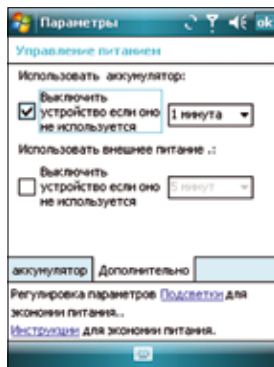 Параметры ok
Управление питанием
Использовать аккумулятор:
Выключить
устройство если оно
не используется
1 минута
Использовать внешнее питание .:
Выключить
устройство если оно
не используется
5 минут
аккумулятор Дополнительно
Регулировка параметров Подсветки для
экономии питания..
Инструкции для экономии питания.